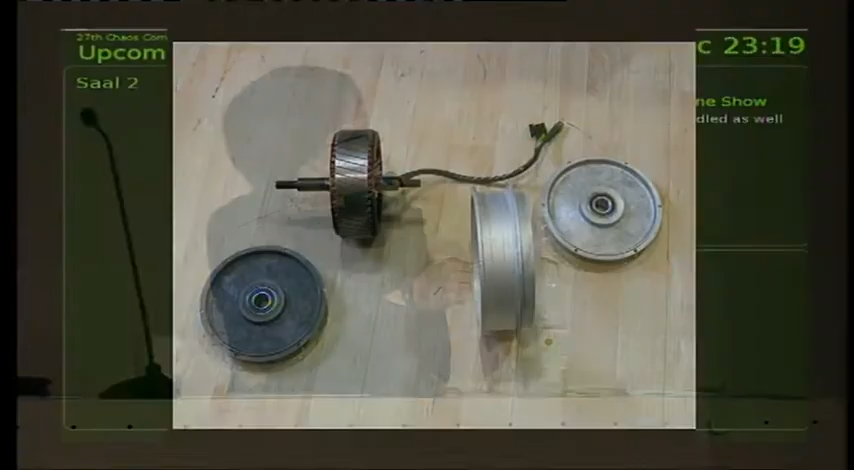 27th Chaos Com
Upcom
c 23:19
Saal 2
ne Show
dled as well